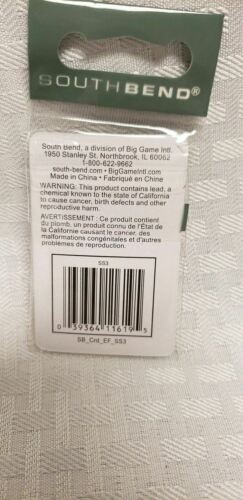 SOUTHBEND®
South Bend, a division of Big Game Intl.
1950 Stanley St. Northbrook, IL 60062
1-800-622-9662
south-bend.com • BigGameIntl.com
Made in China • Fabriqué en Chine
WARNING: This product contains lead, a
chemical known to the state of California
to cause cancer, birth defects and other
reproductive harm.
AVERTISSEMENT : Ce produit contient
du plomb, un produit connu de l'État de
la Californie causant le cancer, des
malformations congénitales et d'autres
problèmes de reproduction.
SS3
0 39364 11619 5
SB_Crd_EF_SS3